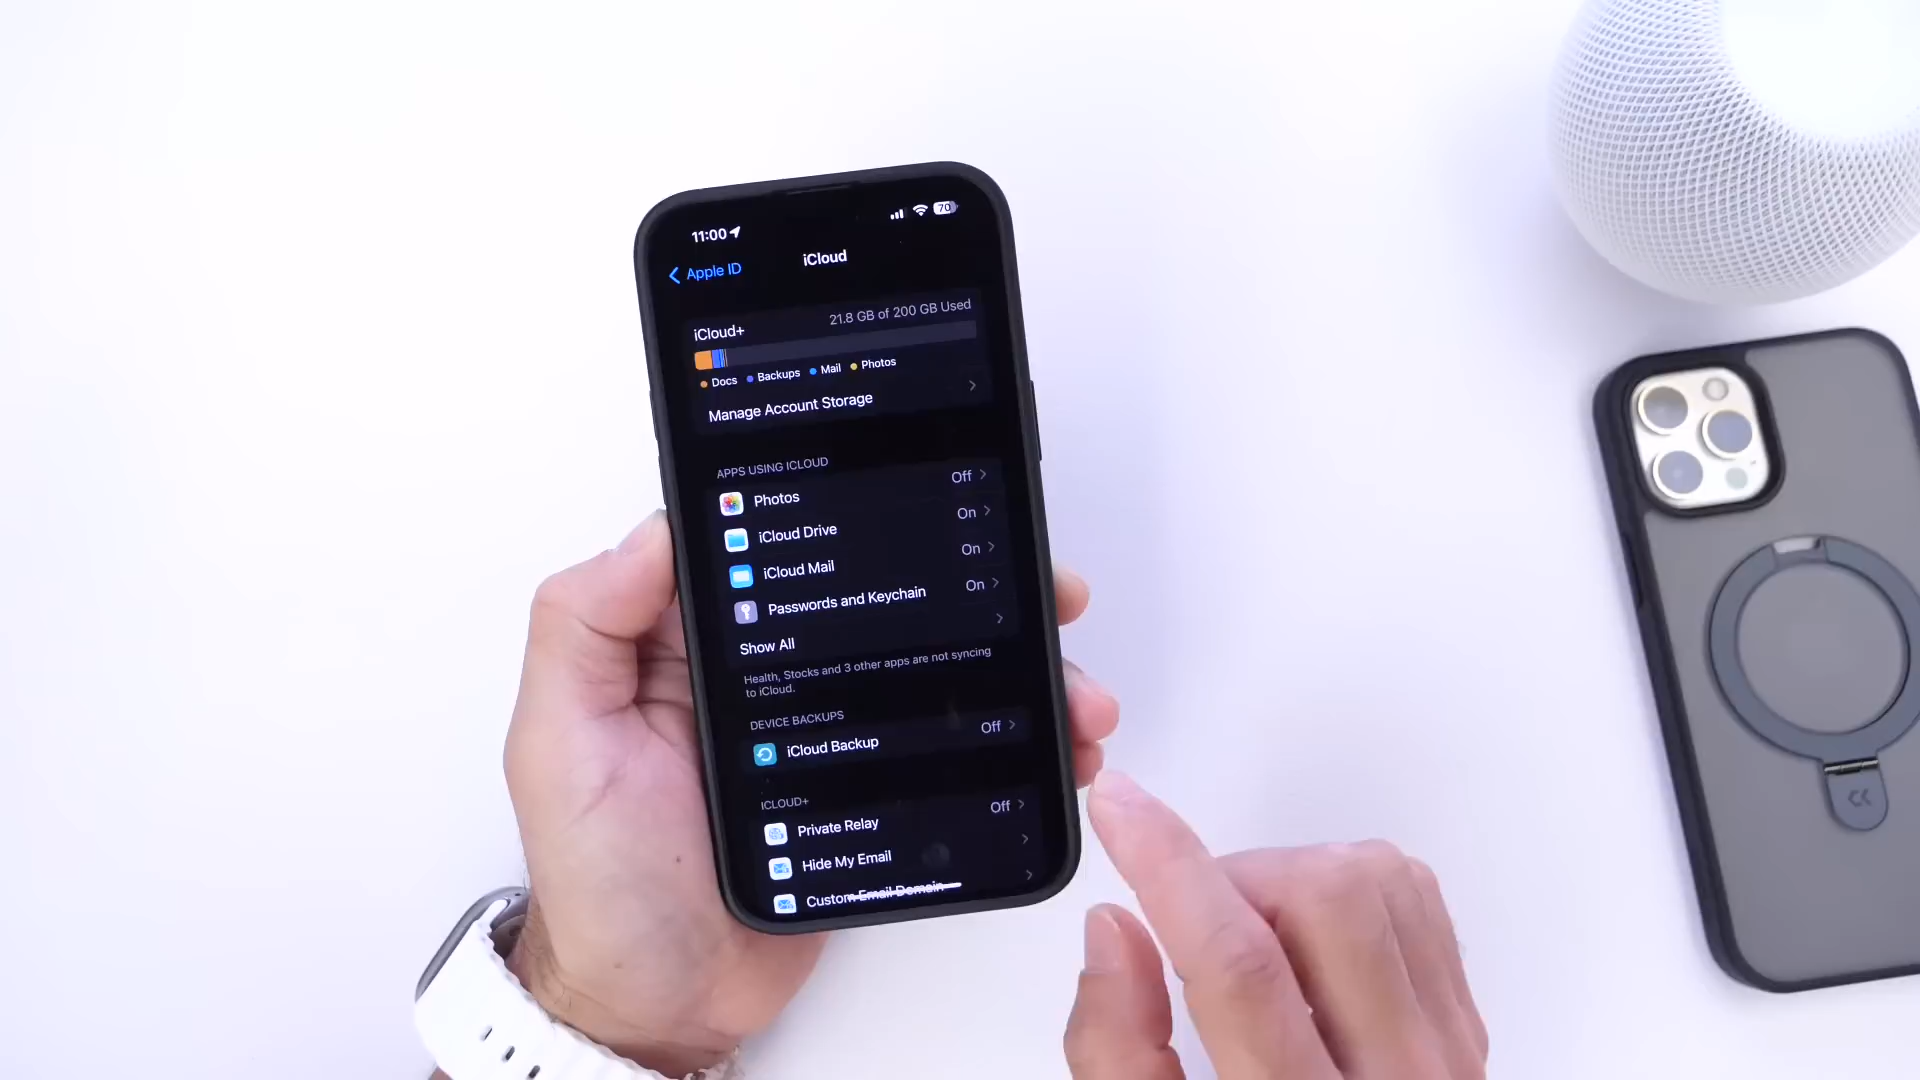 11:00
70
Apple ID
iCloud
iCloud+
21.8 GB of 200 GB Used
Docs Backups Mail Photos
Manage Account Storage
APPS USING ICLOUD
Photos Off
iCloud Drive On
iCloud Mail On
Passwords and Keychain On
Show All
Health, Stocks and 3 other apps are not syncing
to iCloud.
DEVICE BACKUPS
iCloud Backup Off
ICLOUD+
Private Relay Off
Hide My Email
Custom Email Domain